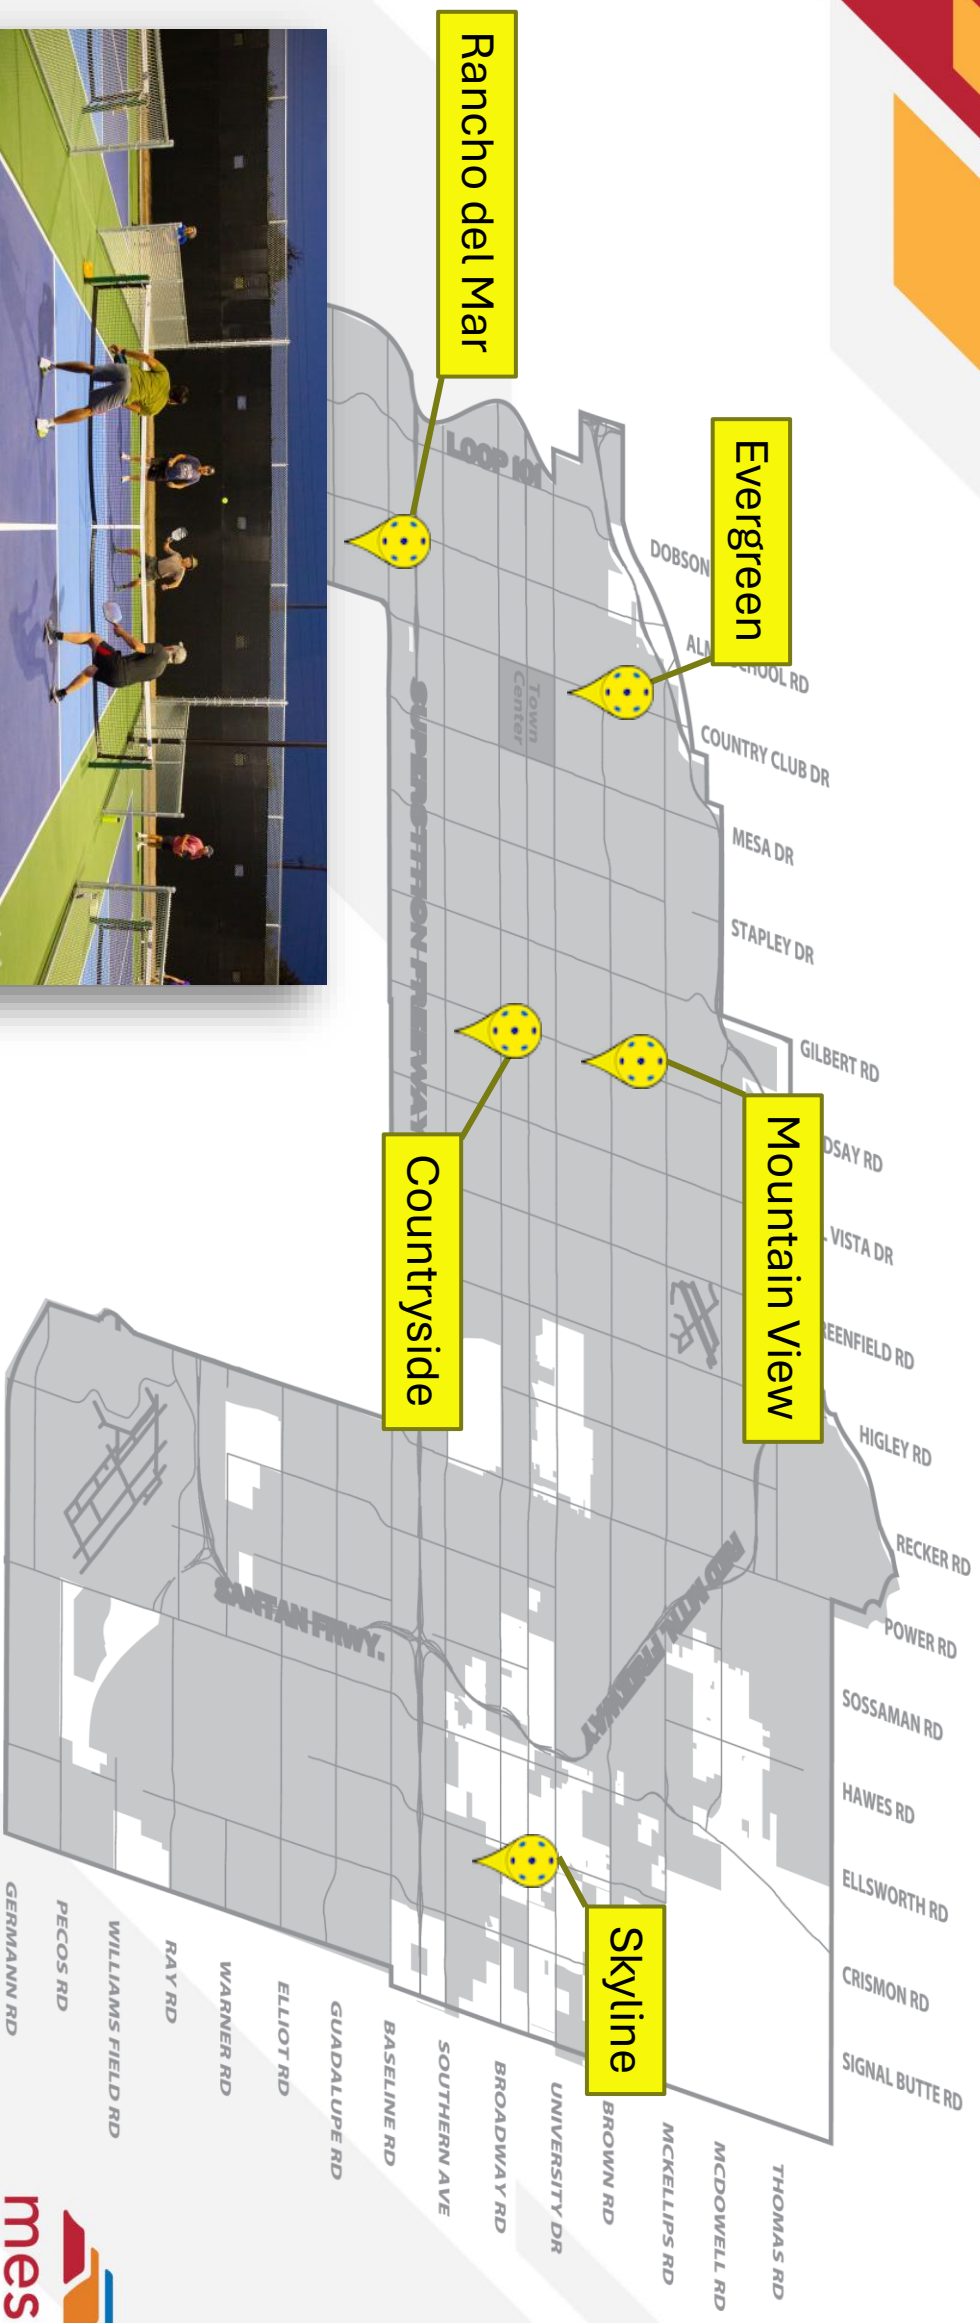 Rancho del Mar
Evergreen
Mountain View
Countryside
Skyline
LOOP 101
Town
Center
SUPERSTITION FREEWAY
RED MTN. FREEWAY
SANTAN FRWY.
DOBSON
COUNTRY CLUB DR
MESA DR
STAPLEY DR
GILBERT RD
VISTA DR
HIGLEY RD
RECKER RD
POWER RD
SOSSAMAN RD
HAWES RD
ELLSWORTH RD
CRISMON RD
SIGNAL BUTTE RD
THOMAS RD
MCDOWELL RD
MCKELLIPS RD
BROWN RD
UNIVERSITY DR
BROADWAY RD
SOUTHERN AVE
BASELINE RD
GUADALUPE RD
ELLIOT RD
WARNER RD
RAY RD
WILLIAMS FIELD RD
PECOS RD
GERMANN RD
mes